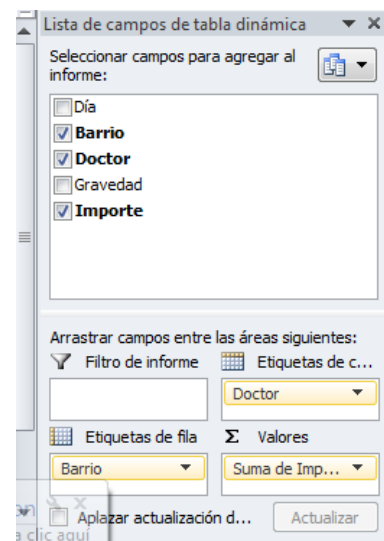 Lista de campos de tabla dinámica
Seleccionar campos para agregar al
informe:
Día
Barrio
Doctor
Gravedad
Importe
Arrastrar campos entre las áreas siguientes:
Filtro de informe
Etiquetas de c...
Doctor
Etiquetas de fila
Σ Valores
Barrio
Suma de Imp...
Aplazar actualización d...
Actualizar
clic aquí